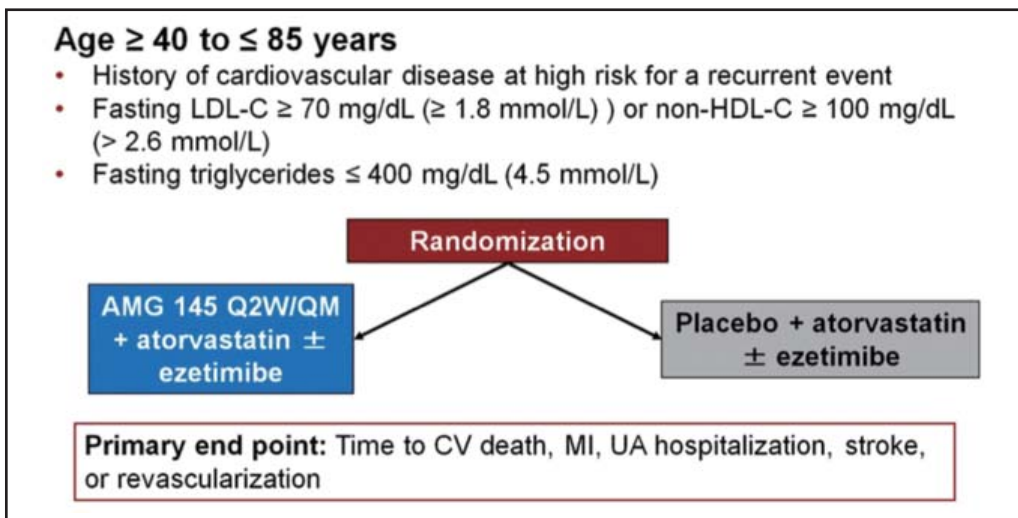 Age ≥ 40 to ≤ 85 years
• History of cardiovascular disease at high risk for a recurrent event
• Fasting LDL-C ≥ 70 mg/dL (≥ 1.8 mmol/L) ) or non-HDL-C ≥ 100 mg/dL
(> 2.6 mmol/L)
• Fasting triglycerides ≤ 400 mg/dL (4.5 mmol/L)
Randomization
AMG 145 Q2W/QM
+ atorvastatin ±
ezetimibe
Placebo + atorvastatin
± ezetimibe
Primary end point: Time to CV death, MI, UA hospitalization, stroke,
or revascularization